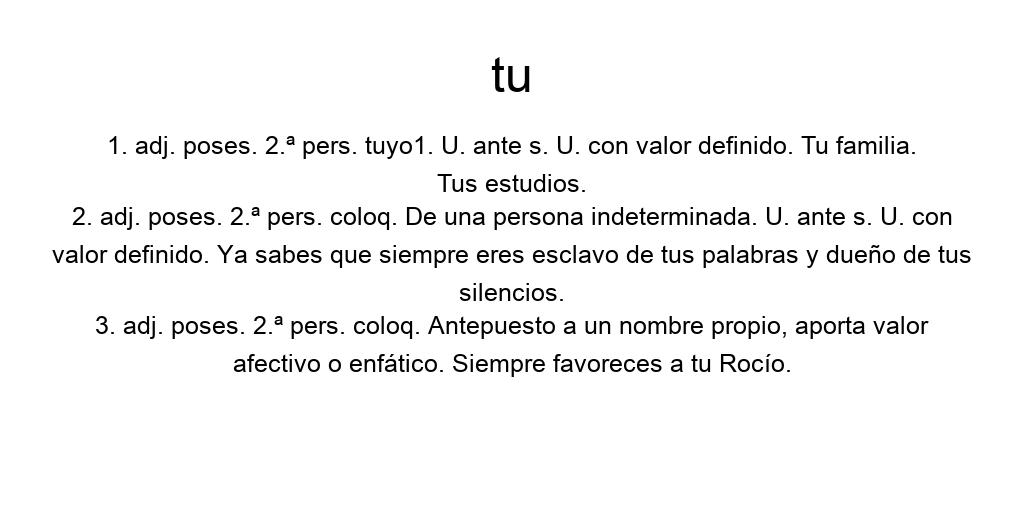 tu
1. adj. poses. 2.ª pers. tuyo1. U. ante s. U. con valor definido. Tu familia.
Tus estudios.
2. adj. poses. 2.ª pers. coloq. De una persona indeterminada. U. ante s. U. con
valor definido. Ya sabes que siempre eres esclavo de tus palabras y dueño de tus
silencios.
3. adj. poses. 2.ª pers. coloq. Antepuesto a un nombre propio, aporta valor
afectivo o enfático. Siempre favoreces a tu Rocío.